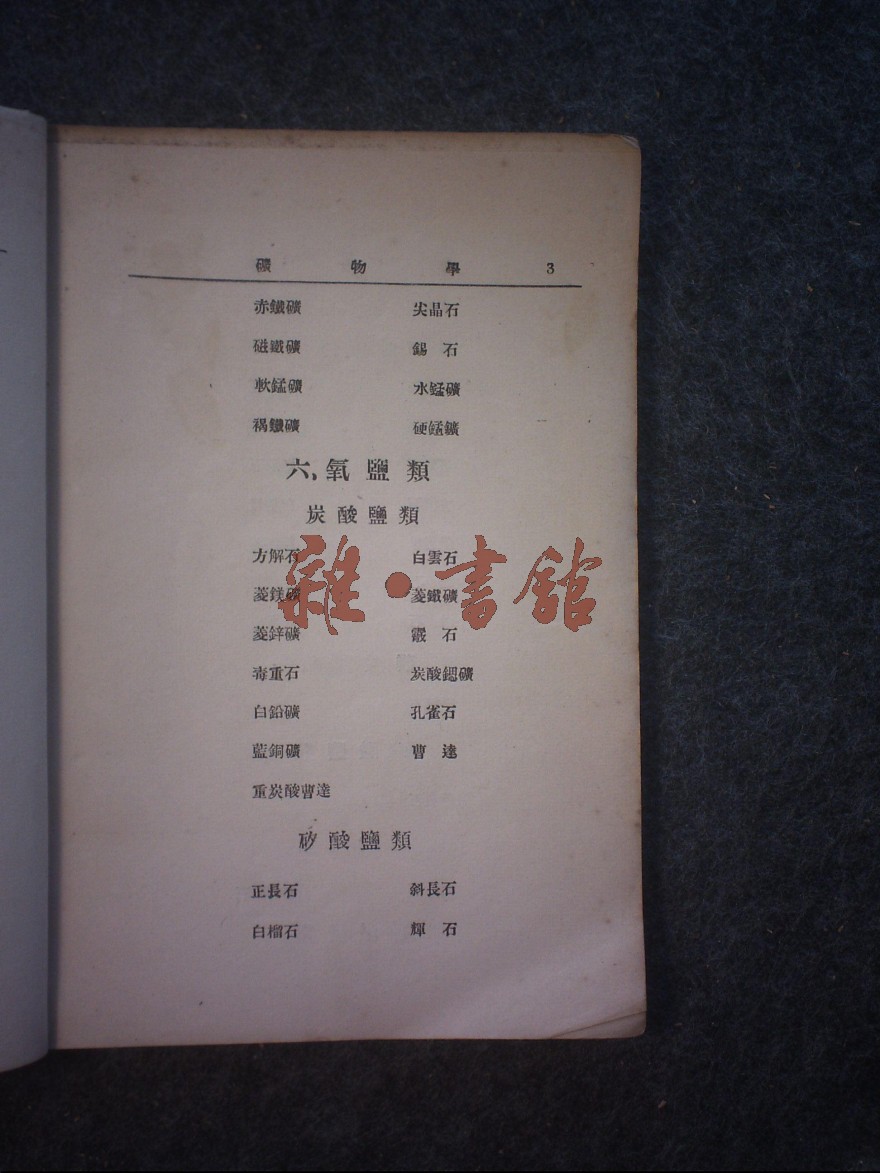 礦 物 學 3
赤鐵礦 尖晶石
磁鐵礦 錫 石
軟錳礦 水錳礦
褐鐵礦 硬錳礦
六，氧鹽類
炭酸鹽類
方解石 白雲石
菱鎂礦 菱鐵礦
菱鋅礦 霰 石
毒重石 炭酸鍶礦
白鉛礦 孔雀石
藍銅礦 曹 達
重炭酸曹達
矽酸鹽類
正長石 斜長石
白榴石 輝 石
雜·書館